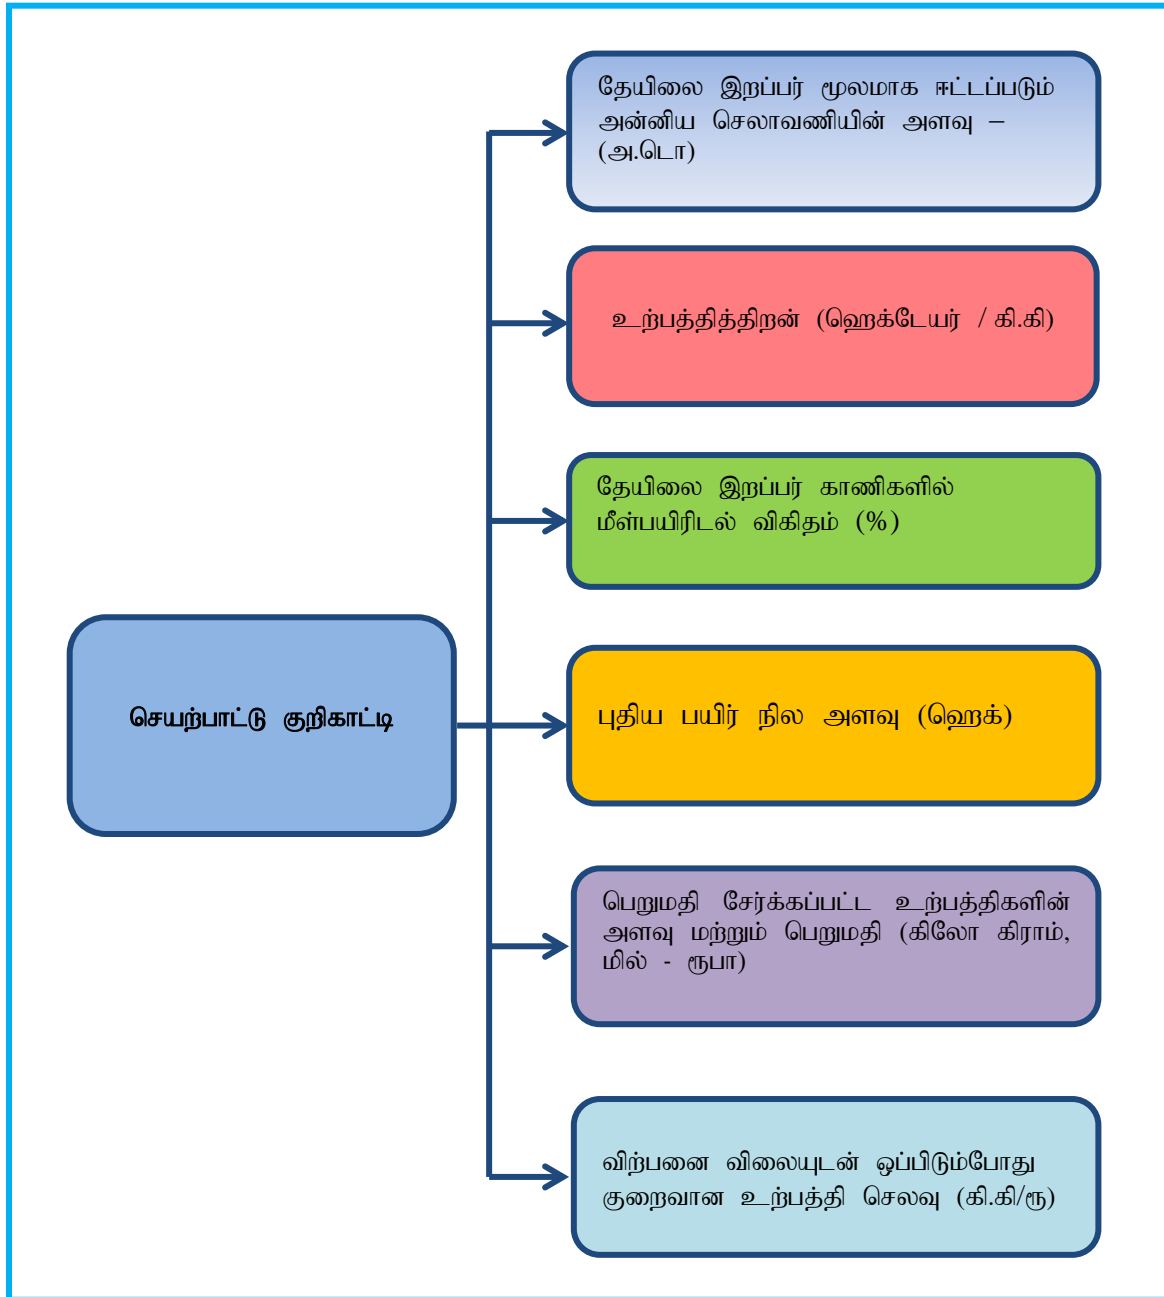 தேயிலை இறப்பர் மூலமாக ஈட்டப்படும்
அன்னிய செலாவணியின் அளவு –
(அ.டொ)
உற்பத்தித்திறன் (ஹெக்டேயர் / கி.கி)
தேயிலை இறப்பர் காணிகளில்
மீள்பயிரிடல் விகிதம் (%)
செயற்பாட்டு குறிகாட்டி
புதிய பயிர் நில அளவு (ஹெக்)
பெறுமதி சேர்க்கப்பட்ட உற்பத்திகளின்
அளவு மற்றும் பெறுமதி (கிலோ கிராம்,
மில் - ரூபா)
விற்பனை விலையுடன் ஒப்பிடும்போது
குறைவான உற்பத்தி செலவு (கி.கி/ரூ)